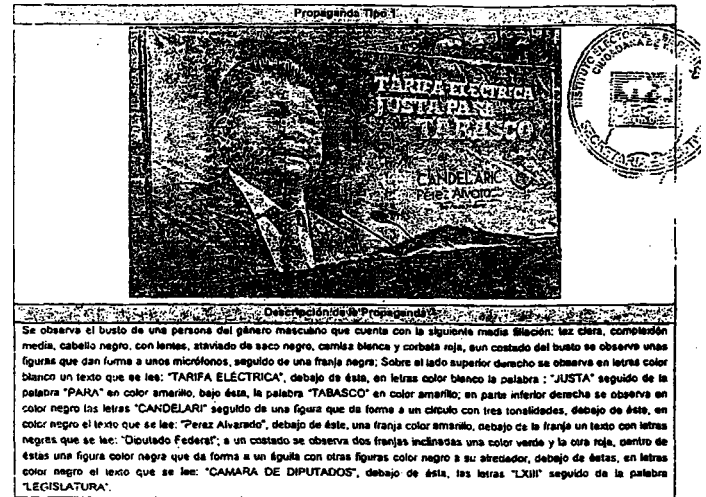 Propaganda Tipo 1
TARIFA ELÉCTRICA
JUSTA PARA
TABASCO
CANDELARIO
Pérez Alvarado
INSTITUTO ELECTORAL
CIUDADANA DE
SECRETARIA
Descripción de la Propaganda
Se observa el busto de una persona del género masculino que cuenta con la siguiente media filiación: tez clara, complexión
media, cabello negro, con lentes, ataviado de saco negro, camisa blanca y corbata roja, aun costado del busto se observe unas
figuras que dan forma a unos micrófonos, seguido de una franja negra; Sobre el lado superior derecho se observa en letras color
blanco un texto que se lee: "TARIFA ELÉCTRICA", debajo de ésta, en letras color blanco la palabra : "JUSTA" seguido de la
palabra "PARA" en color amarillo, bajo ésta, la palabra "TABASCO" en color amarillo; en parte inferior derecha se observa en
color negro las letras "CANDELARI" seguido de una figura que da forma a un círculo con tres tonalidades, debajo de éste, en
color negro el texto que se lee: "Perez Alvarado", debajo de éste, una franja color amarillo, debajo de la franja un texto con letras
negras que se lee: "Diputado Federal"; a un costado se observa dos franjas inclinadas una color verde y la otra roja, dentro de
éstas una figura color negra que da forma a un águila con otras figuras color negro a su alrededor, debajo de éstas, en letras
color negro el texto que se lee: "CAMARA DE DIPUTADOS", debajo de ésta, las letras "LXIII" seguido de la palabra
"LEGISLATURA".